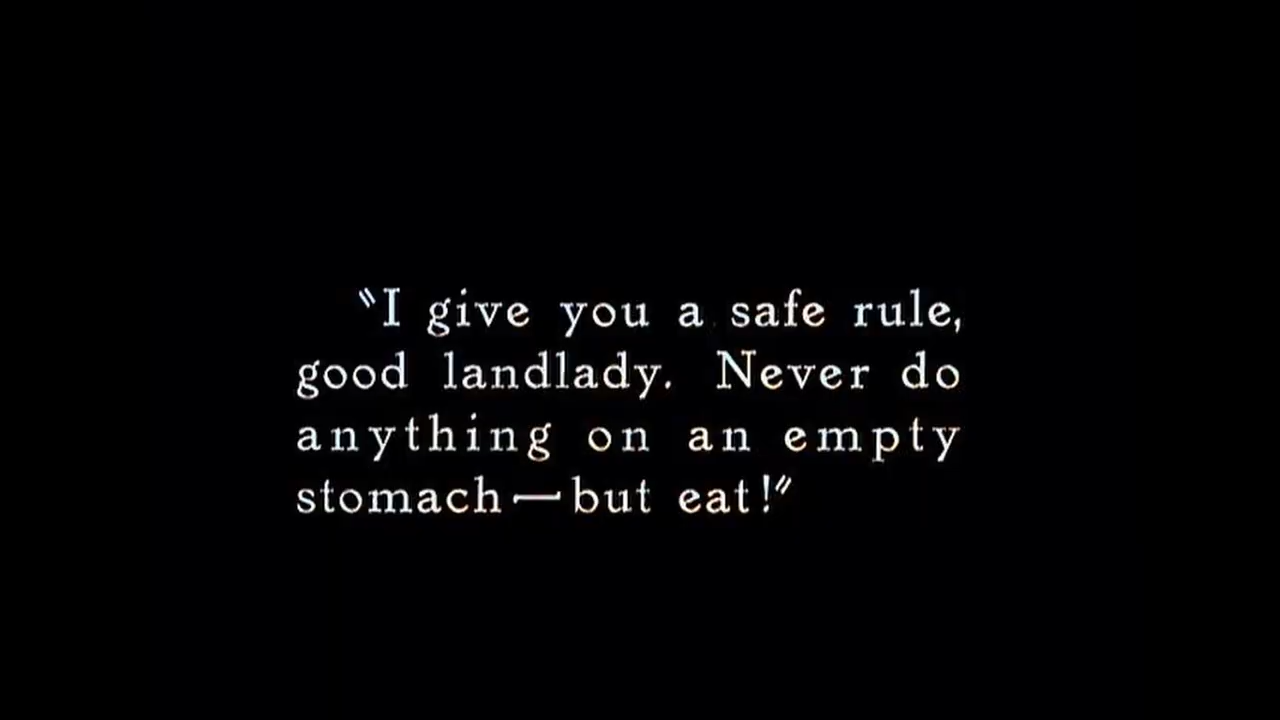 "I give you a safe rule,
good landlady. Never do
anything on an empty
stomach—but eat!"